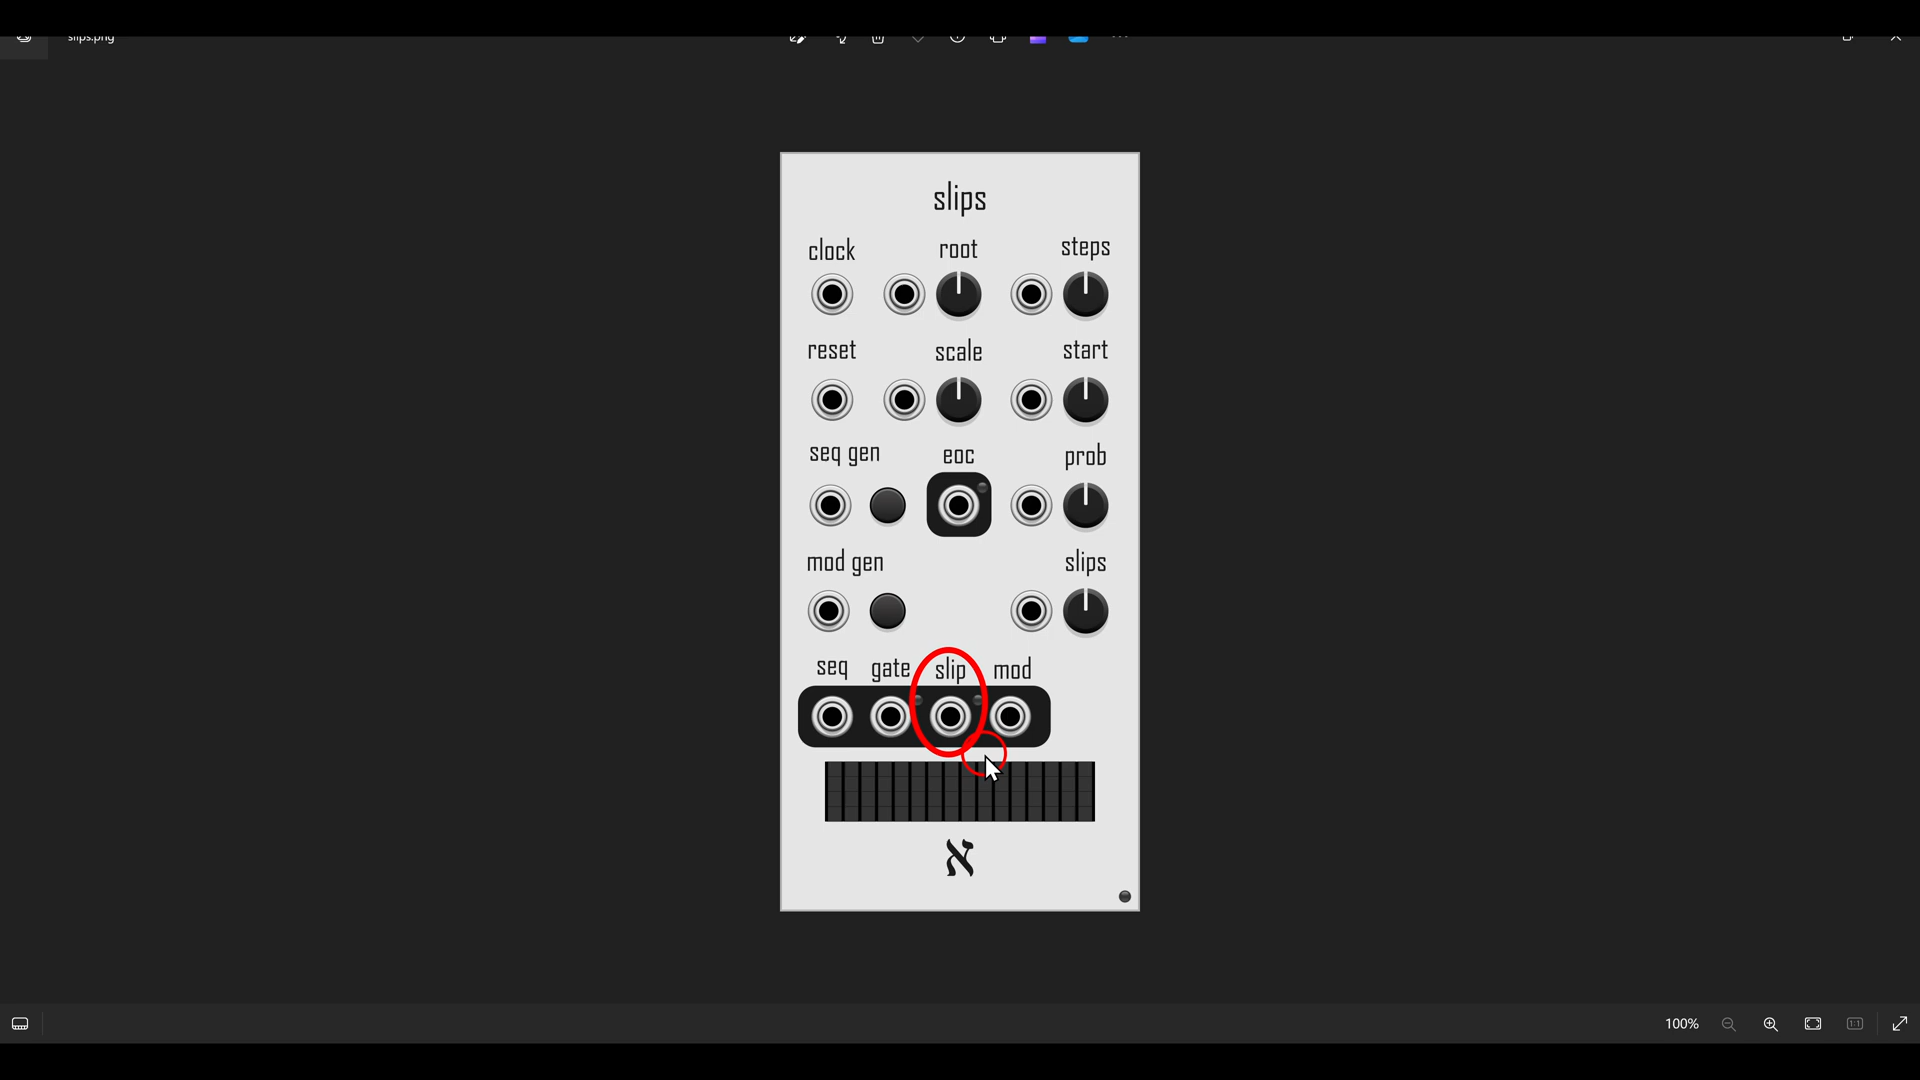 slips.png
slips
clock root steps
reset scale start
seq gen eoc prob
mod gen slips
seq gate slip mod
א
100%